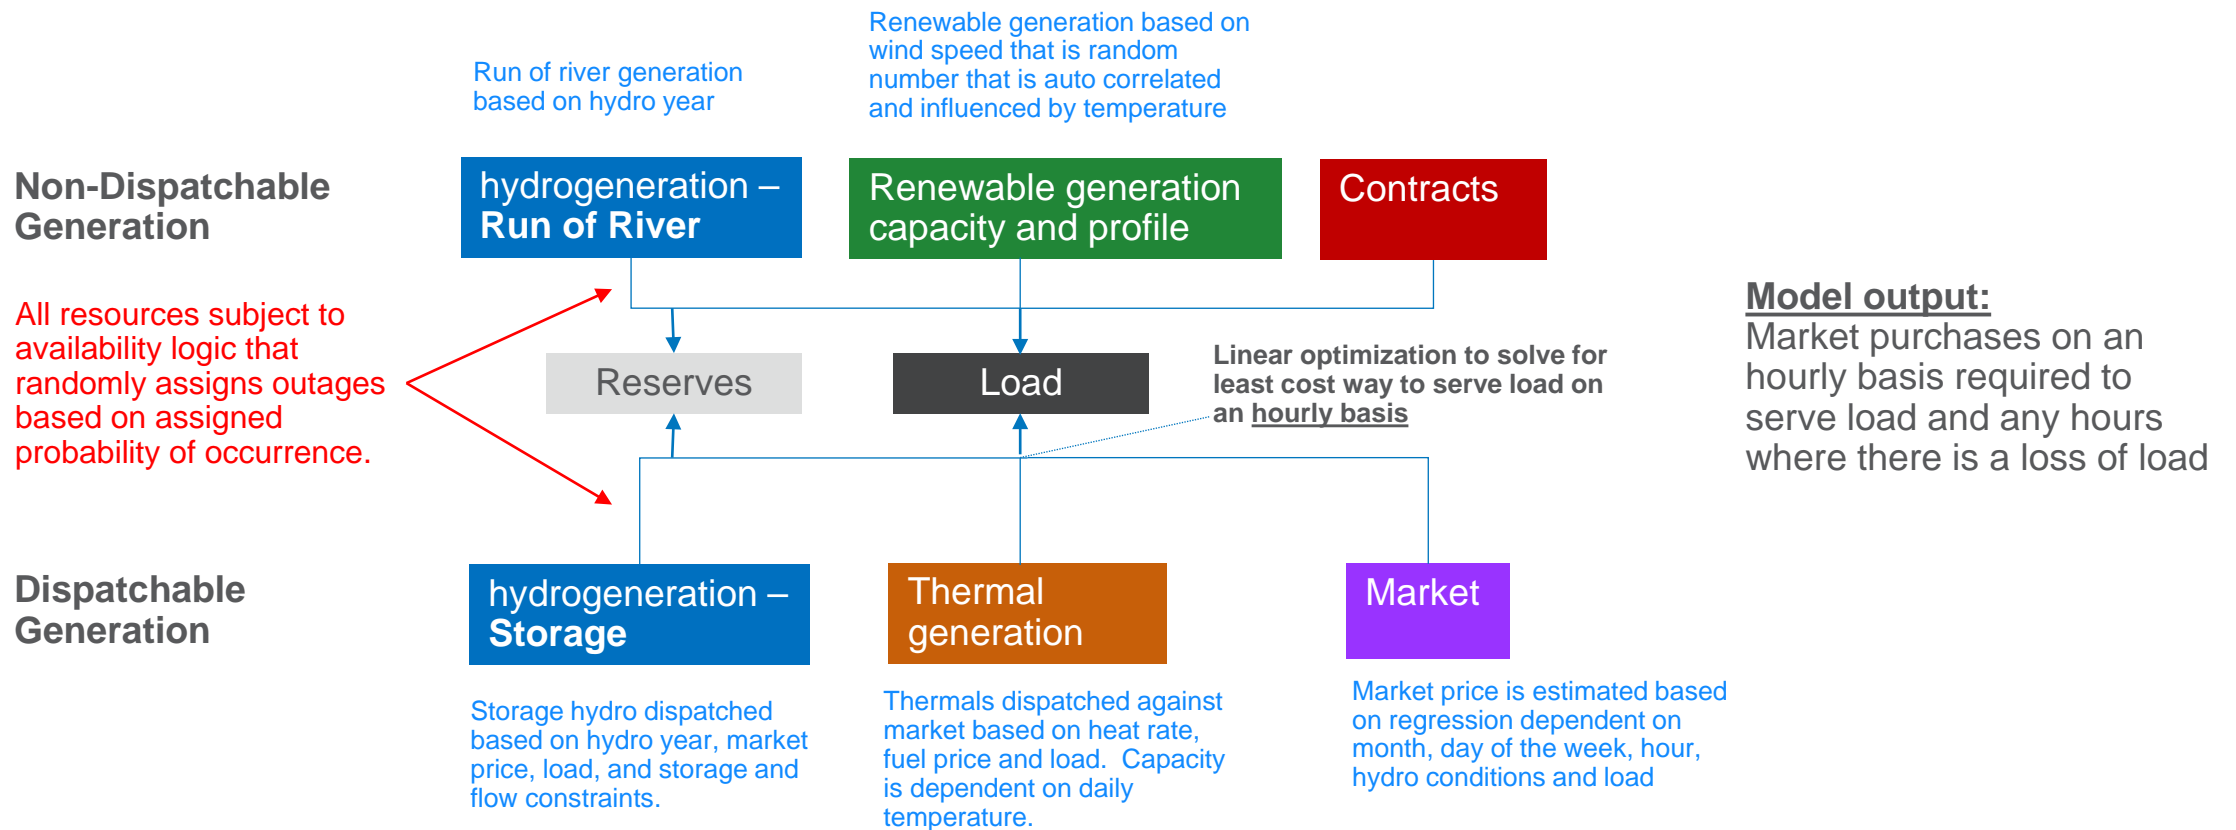 Renewable generation based on
wind speed that is random
number that is auto correlated
and influenced by temperature
Run of river generation
based on hydro year
Non-Dispatchable
Generation
hydrogeneration –
Run of River
Renewable generation
capacity and profile
Contracts
All resources subject to
availability logic that
randomly assigns outages
based on assigned
probability of occurrence.
Reserves
Load
Linear optimization to solve for
least cost way to serve load on
an hourly basis
Model output:
Market purchases on an
hourly basis required to
serve load and any hours
where there is a loss of load
Dispatchable
Generation
hydrogeneration –
Storage
Thermal
generation
Market
Storage hydro dispatched
based on hydro year, market
price, load, and storage and
flow constraints.
Thermals dispatched against
market based on heat rate,
fuel price and load.  Capacity
is dependent on daily
temperature.
Market price is estimated based
on regression dependent on
month, day of the week, hour,
hydro conditions and load